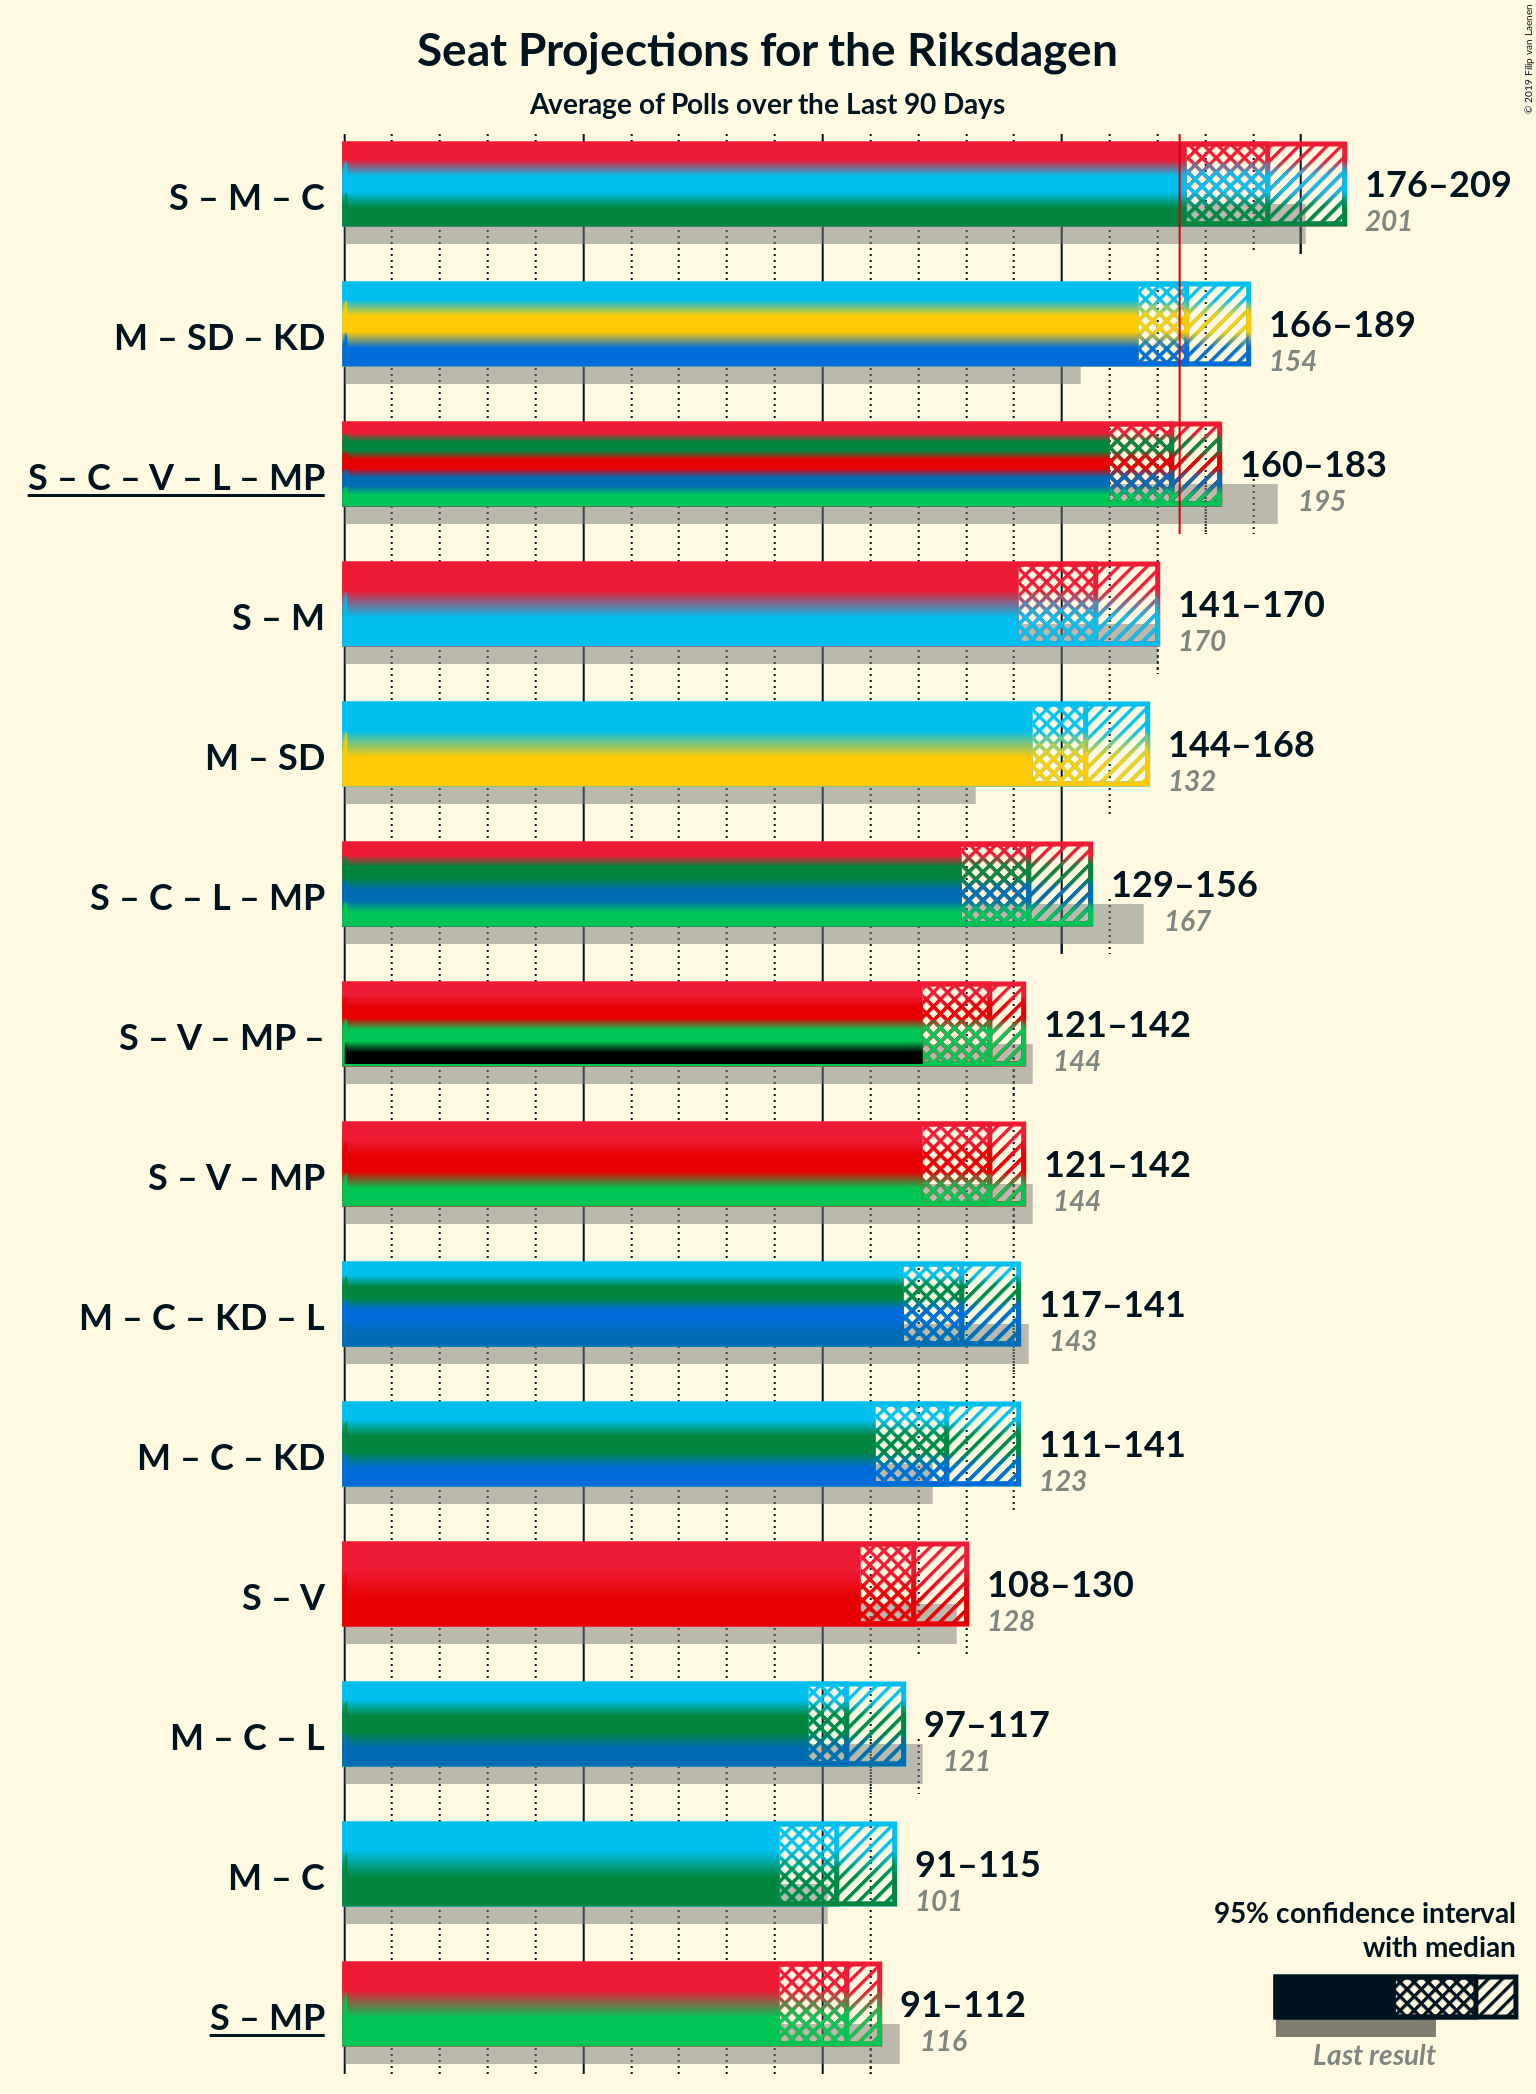 Seat Projections for the Riksdagen
Average of Polls over the Last 90 Days
© 2019 Filip van Laenen
S – M – C
176–209
201
M – SD – KD
166–189
154
S – C – V – L – MP
160–183
195
S – M
141–170
170
M – SD
144–168
132
S – C – L – MP
129–156
167
S – V – MP –
121–142
144
S – V – MP
121–142
144
M – C – KD – L
117–141
143
M – C – KD
111–141
123
S – V
108–130
128
M – C – L
97–117
121
M – C
91–115
101
S – MP
91–112
116
95% confidence interval
with median
Last result